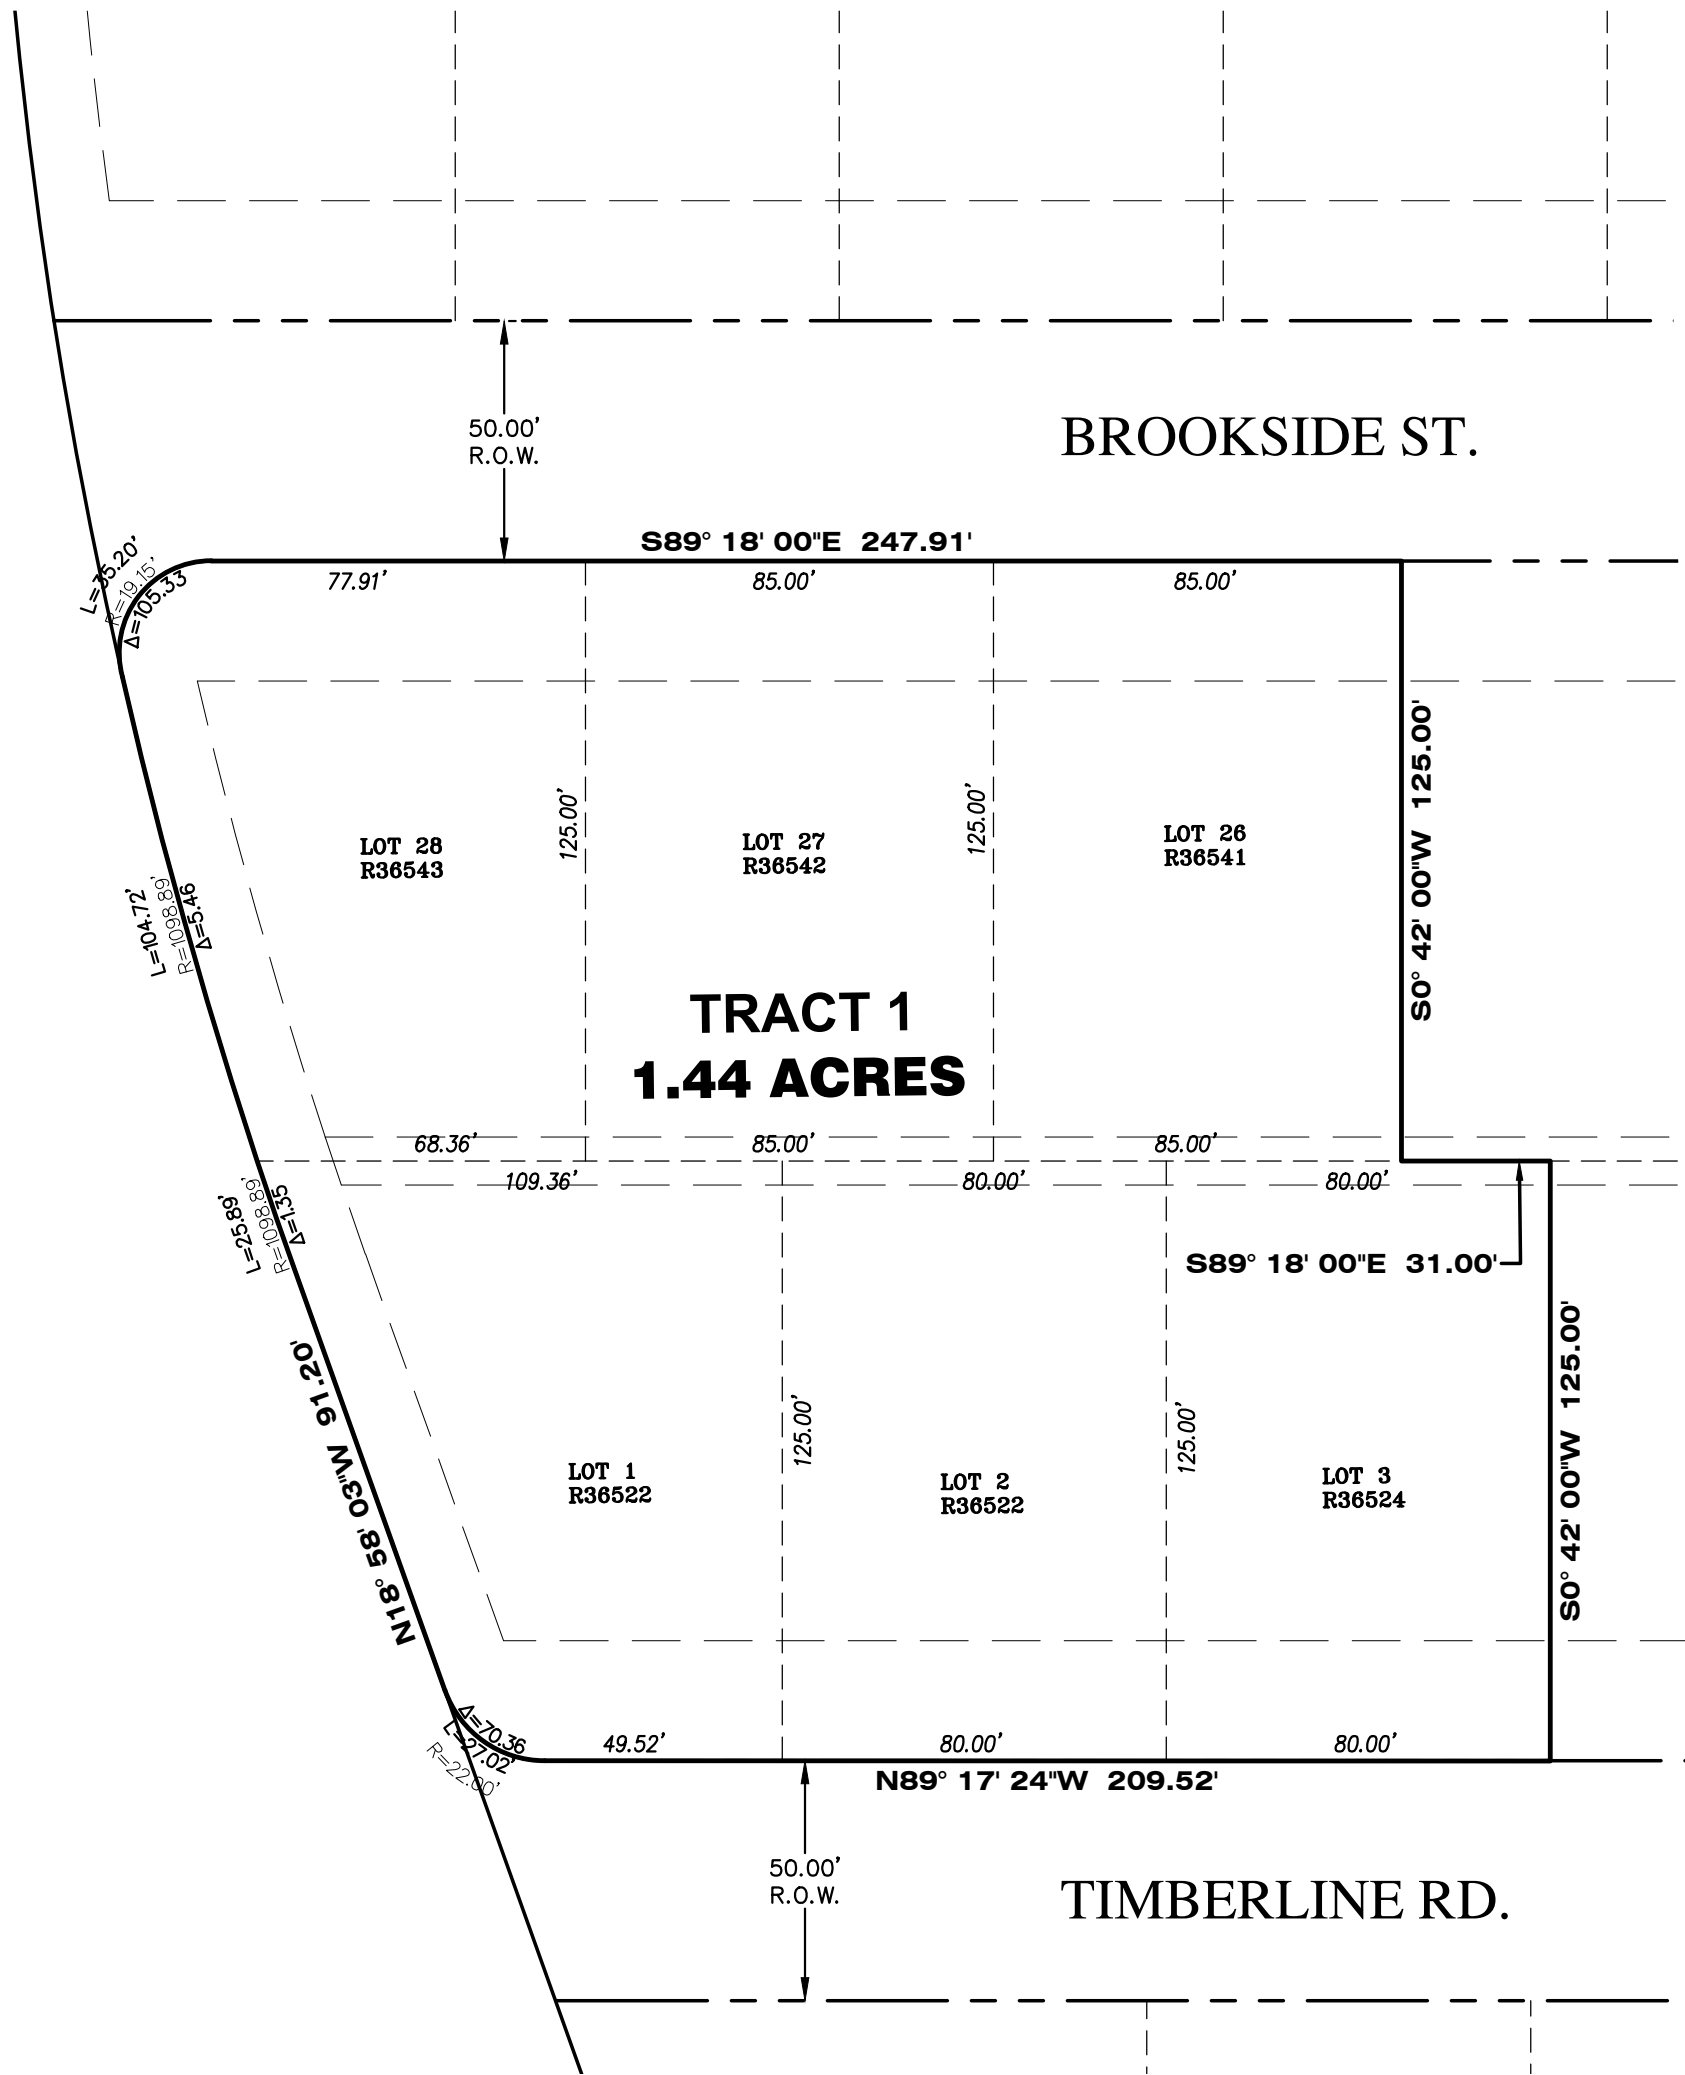 50.00'
R.O.W.
BROOKSIDE ST.
S89° 18' 00"E 247.91'
L=35.20'
R=19.15'
Δ=105.33
77.91'
85.00'
85.00'
S0° 42' 00"W 125.00'
125.00'
125.00'
LOT 28
R36543
LOT 27
R36542
LOT 26
R36541
L=104.72'
R=1098.89'
Δ=5.46
TRACT 1
1.44 ACRES
68.36'
85.00'
85.00'
109.36'
80.00'
80.00'
L=25.89'
R=1098.89'
Δ=1.35
S89° 18' 00"E 31.00'
N18° 58' 03"W 91.20'
125.00'
125.00'
S0° 42' 00"W 125.00'
LOT 1
R36522
LOT 2
R36522
LOT 3
R36524
Δ=70.36
L=27.02'
R=22.00'
49.52'
80.00'
80.00'
N89° 17' 24"W 209.52'
50.00'
R.O.W.
TIMBERLINE RD.